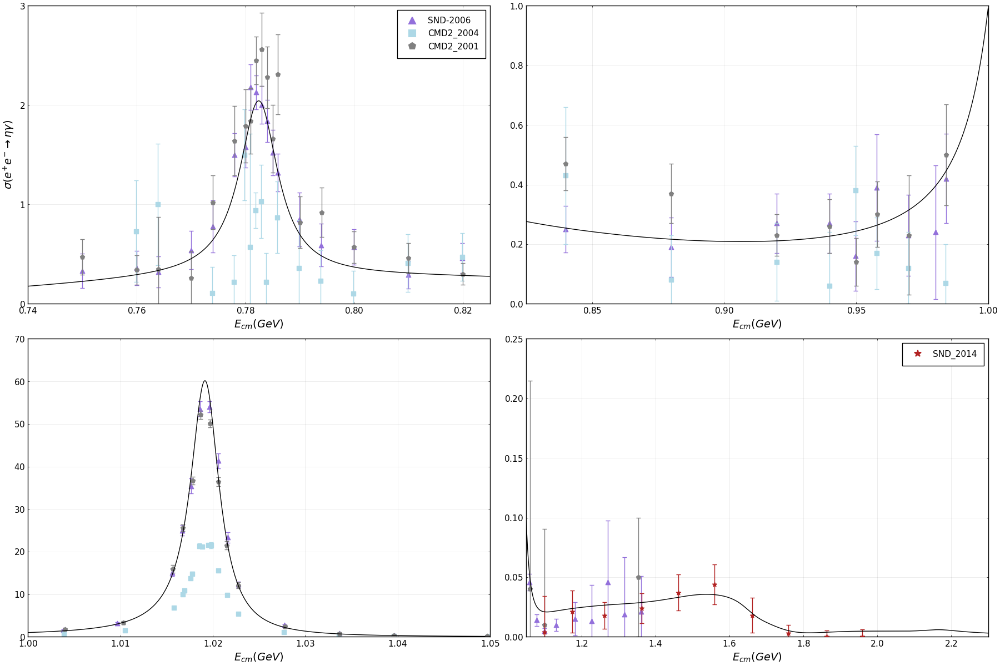 3
2
1
0
σ(e⁺e⁻→ηγ)
SND-2006
CMD2_2004
CMD2_2001
0.74 0.76 0.78 0.80 0.82
E_cm(GeV)
1.0
0.8
0.6
0.4
0.2
0.0
0.85 0.90 0.95 1.00
E_cm(GeV)
70
60
50
40
30
20
10
0
1.00 1.01 1.02 1.03 1.04 1.05
E_cm(GeV)
0.25
0.20
0.15
0.10
0.05
0.00
SND_2014
1.2 1.4 1.6 1.8 2.0 2.2
E_cm(GeV)